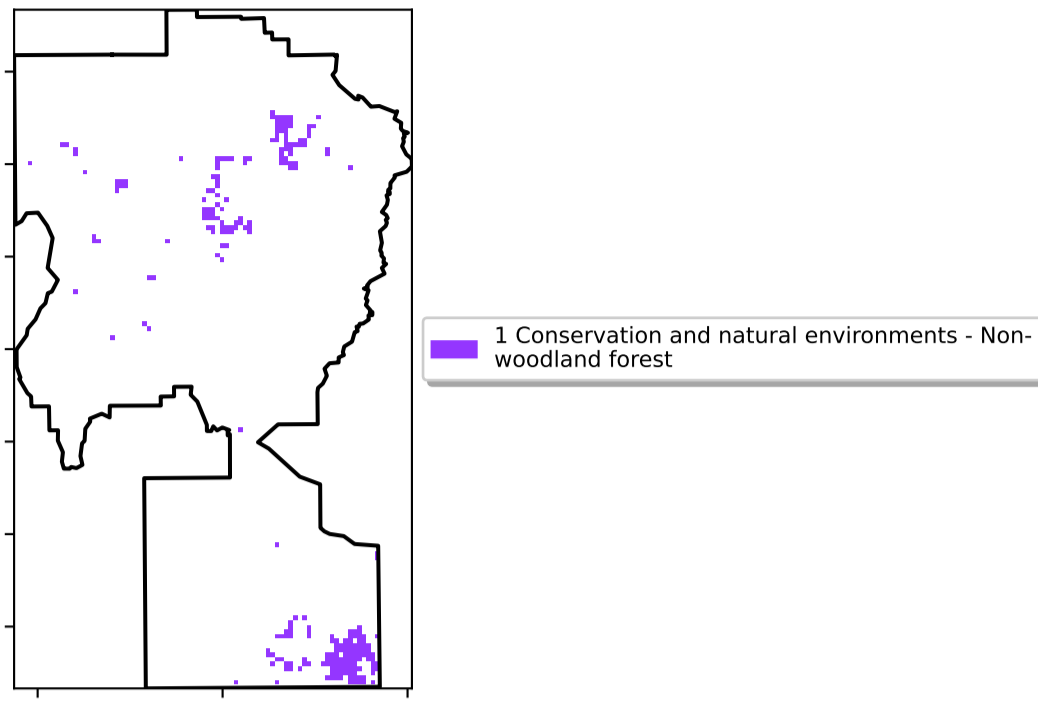 1 Conservation and natural environments - Non-
woodland forest